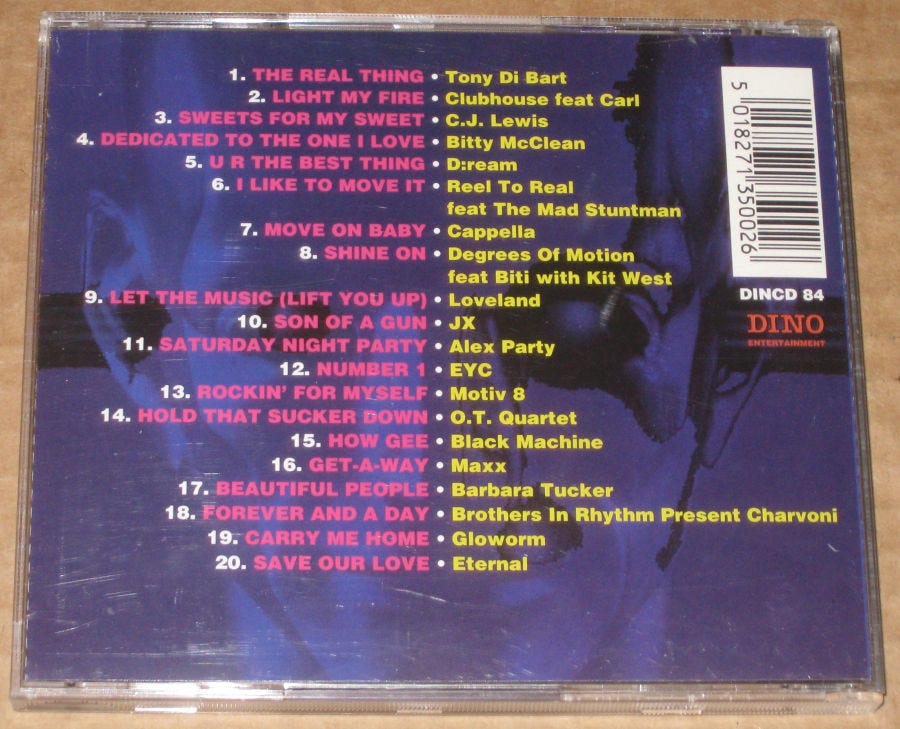 1. THE REAL THING • Tony Di Bart
2. LIGHT MY FIRE • Clubhouse feat Carl
3. SWEETS FOR MY SWEET • C.J. Lewis
4. DEDICATED TO THE ONE I LOVE • Bitty McClean
5. U R THE BEST THING • D:ream
6. I LIKE TO MOVE IT • Reel To Real
feat The Mad Stuntman
7. MOVE ON BABY • Cappella
8. SHINE ON • Degrees Of Motion
feat Biti with Kit West
9. LET THE MUSIC (LIFT YOU UP) • Loveland
10. SON OF A GUN • JX
11. SATURDAY NIGHT PARTY • Alex Party
12. NUMBER 1 • EYC
13. ROCKIN' FOR MYSELF • Motiv 8
14. HOLD THAT SUCKER DOWN • O.T. Quartet
15. HOW GEE • Black Machine
16. GET-A-WAY • Maxx
17. BEAUTIFUL PEOPLE • Barbara Tucker
18. FOREVER AND A DAY • Brothers In Rhythm Present Charvoni
19. CARRY ME HOME • Gloworm
20. SAVE OUR LOVE • Eternal
5 018271 350026
DINCD 84
DINO
ENTERTAINMENT